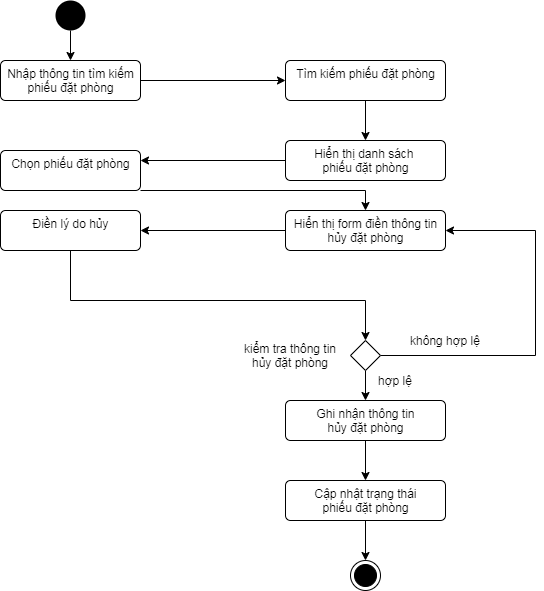 Nhập thông tin tìm kiếm
phiếu đặt phòng
Tìm kiếm phiếu đặt phòng
Hiển thị danh sách
phiếu đặt phòng
Chọn phiếu đặt phòng
Hiển thị form điền thông tin
hủy đặt phòng
Điền lý do hủy
kiểm tra thông tin
hủy đặt phòng
không hợp lệ
hợp lệ
Ghi nhận thông tin
hủy đặt phòng
Cập nhật trạng thái
phiếu đặt phòng